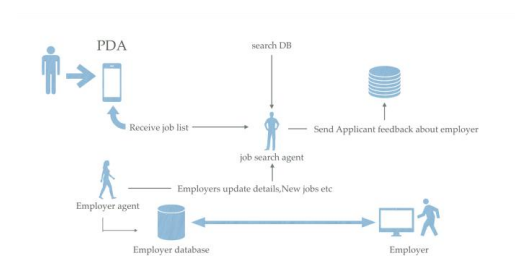 PDA
search DB
Receive job list
Send Applicant feedback about employer
job search agent
Employers update details,New jobs etc
Employer agent
Employer database
Employer